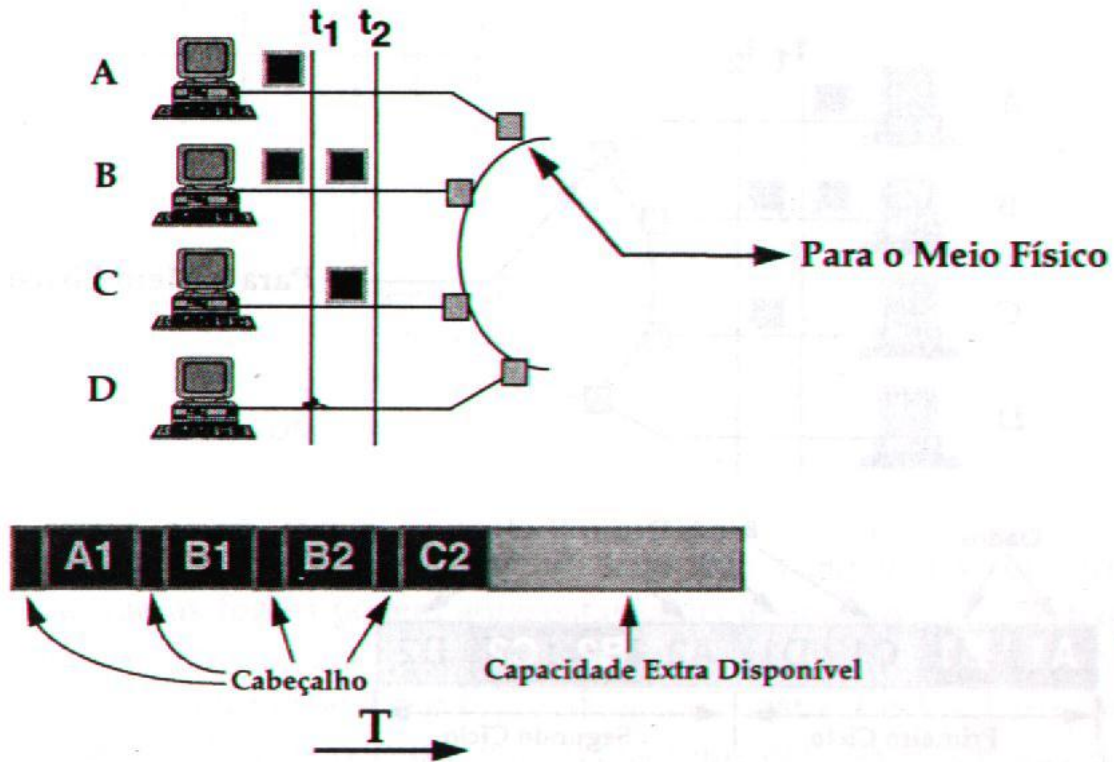 t1 t2
A
B
C
D
Para o Meio Físico
A1 B1 B2 C2
Cabeçalho
Capacidade Extra Disponível
T